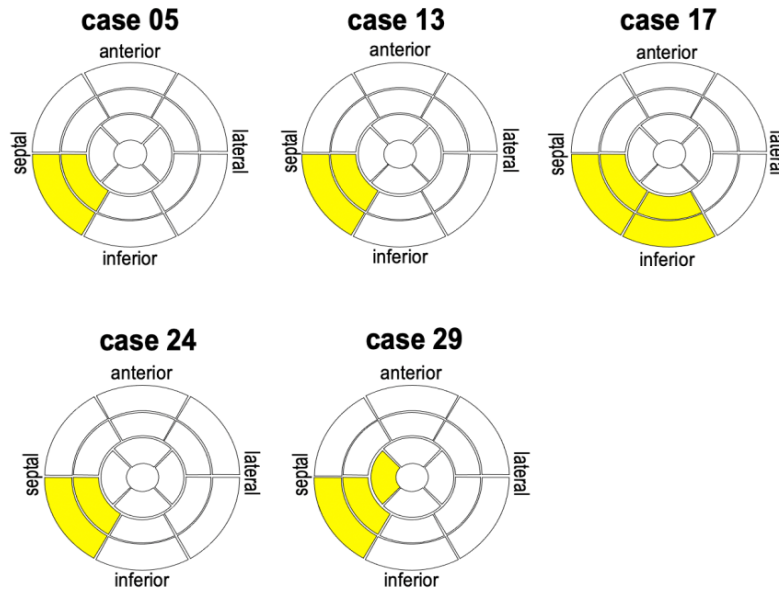 case 05
anterior
septal
lateral
inferior
case 13
anterior
septal
lateral
inferior
case 17
anterior
septal
lateral
inferior
case 24
anterior
septal
lateral
inferior
case 29
anterior
septal
lateral
inferior